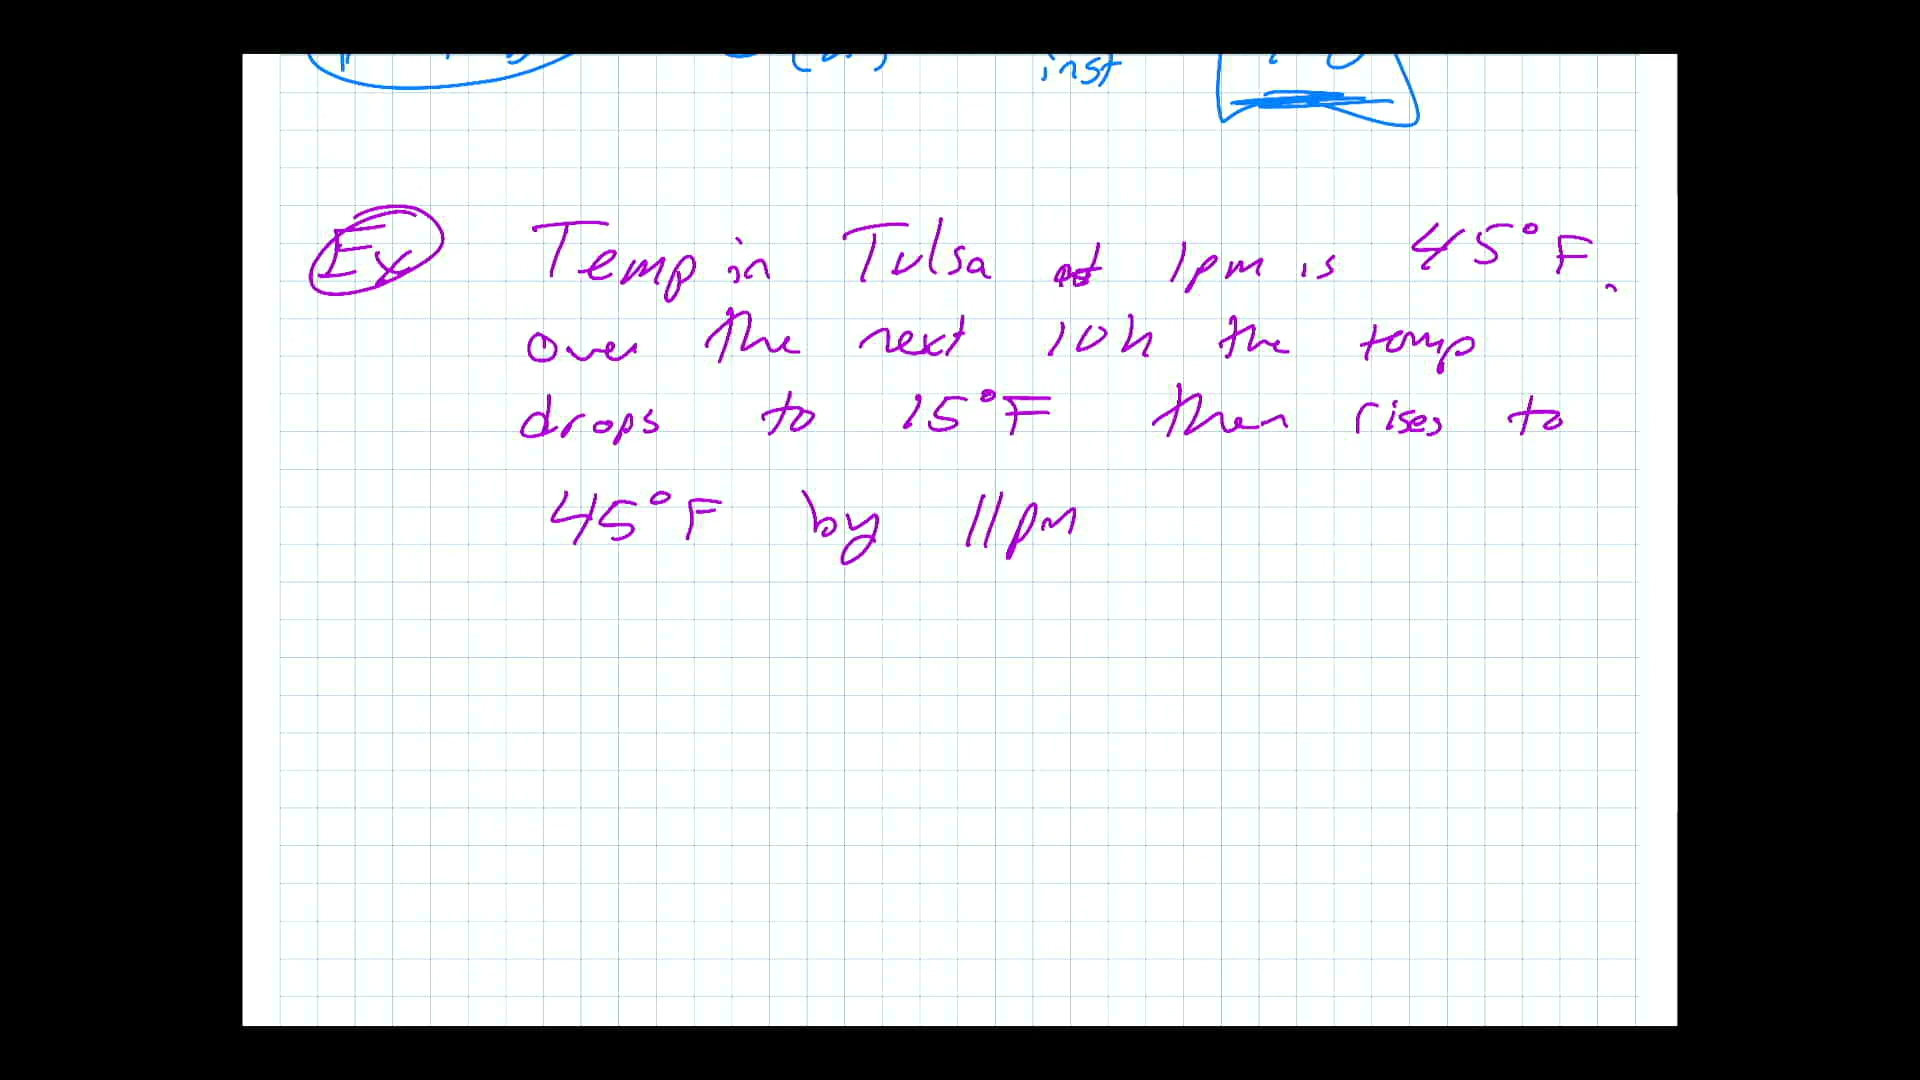 inst
Ex Temp in Tulsa at 1pm is 45°F.
over the next 10h the temp
drops to 15°F then rises to
45°F by 11pm